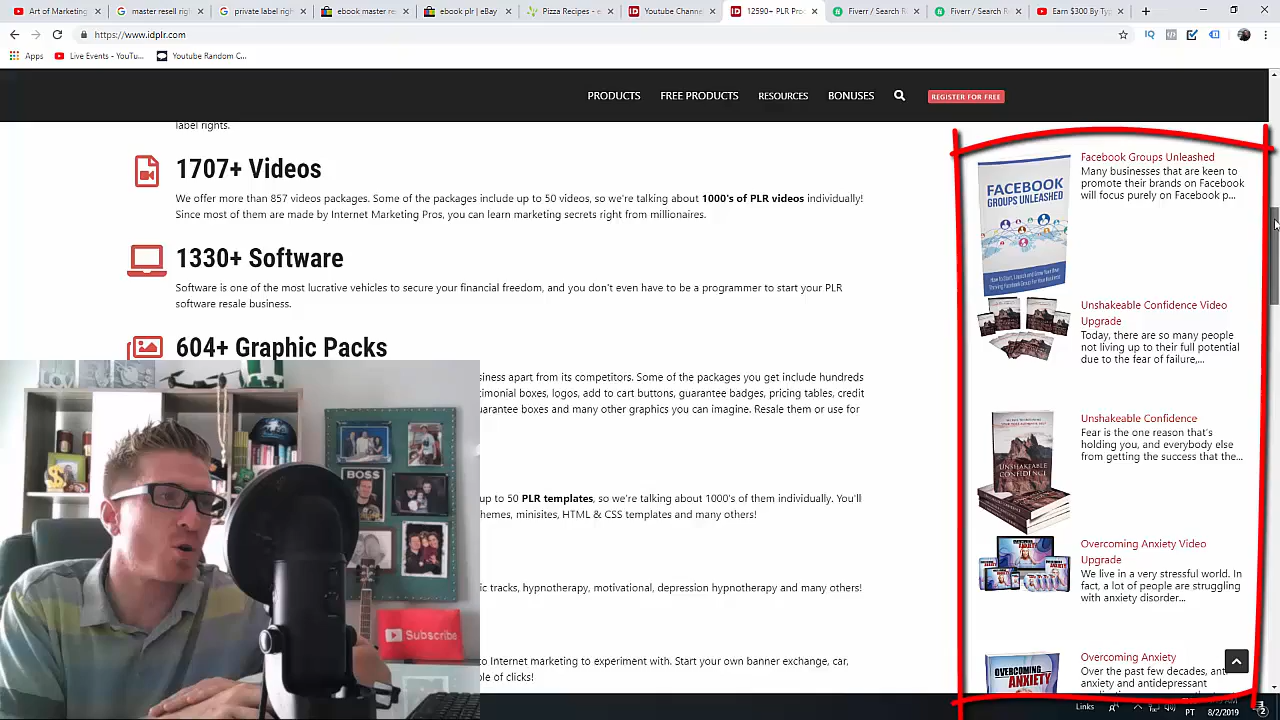 Art of Marketing
master resell righ
private label righ
ebook master re
ebook plr | eBay
Pizza Recipes - e
Youtube Channe
12590+ PLR Pro
Fiverr / Search R
Fiverr / Search R
Earn $300 By Typ
https://www.idplr.com
IQ
Apps
Live Events - YouTu...
Youtube Random C...
PRODUCTS
FREE PRODUCTS
RESOURCES
BONUSES
REGISTER FOR FREE
label rights.
1707+ Videos
We offer more than 857 videos packages. Some of the packages include up to 50 videos, so we're talking about 1000's of PLR videos individually!
Since most of them are made by Internet Marketing Pros, you can learn marketing secrets right from millionaires.
1330+ Software
Software is one of the most lucrative vehicles to secure your financial freedom, and you don't even have to be a programmer to start your PLR
software resale business.
604+ Graphic Packs
siness apart from its competitors. Some of the packages you get include hundreds
timonial boxes, logos, add to cart buttons, guarantee badges, pricing tables, credit
uarantee boxes and many other graphics you can imagine. Resale them or use for
up to 50 PLR templates, so we're talking about 1000's of them individually. You'll
hemes, minisites, HTML & CSS templates and many others!
ic tracks, hypnotherapy, motivational, depression hypnotherapy and many others!
to Internet marketing to experiment with. Start your own banner exchange, car,
ple of clicks!
FACEBOOK
GROUPS UNLEASHED
Facebook Groups Unleashed
Many businesses that are keen to
promote their brands on Facebook
will focus purely on Facebook p...
Unshakeable Confidence Video
Upgrade
Today, there are so many people
not living up to their full potential
due to the fear of failure,...
UNSHAKEABLE
CONFIDENCE
Unshakeable Confidence
Fear is the one reason that's
holding you, and everybody else
from getting the success that the...
Overcoming Anxiety Video
Upgrade
We live in a very stressful world. In
fact, a lot of people are struggling
with anxiety disorder...
OVERCOMING
ANXIETY
Overcoming Anxiety
Over the past few decades, anti-
anxiety and antidepressant
BOSS
Subscribe
Links
PT
8/2/2019